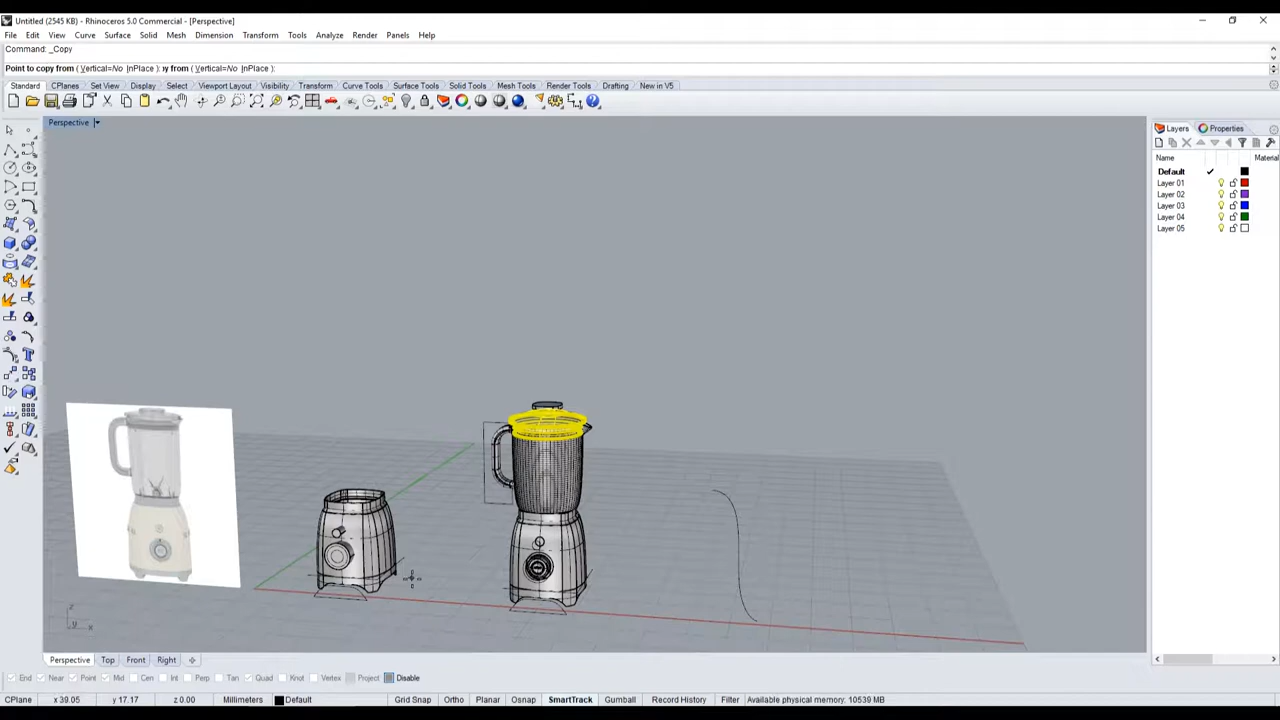 Untitled (2545 KB) - Rhinoceros 5.0 Commercial - [Perspective]
File Edit View Curve Surface Solid Mesh Dimension Transform Tools Analyze Render Panels Help
Command: _Copy
Point to copy from ( Vertical=No InPlace ): oy from ( Vertical=No InPlace ):
Standard CPlanes Set View Display Select Viewport Layout Visibility Transform Curve Tools Surface Tools Solid Tools Mesh Tools Render Tools Drafting New in V5
Perspective
Layers Properties
Name Material
Default
Layer 01
Layer 02
Layer 03
Layer 04
Layer 05
z
y x
Perspective Top Front Right
End Near Point Mid Cen Int Perp Tan Quad Knot Vertex Project Disable
CPlane x 39.05 y 17.17 z 0.00 Millimeters Default Grid Snap Ortho Planar Osnap SmartTrack Gumball Record History Filter Available physical memory: 10539 MB